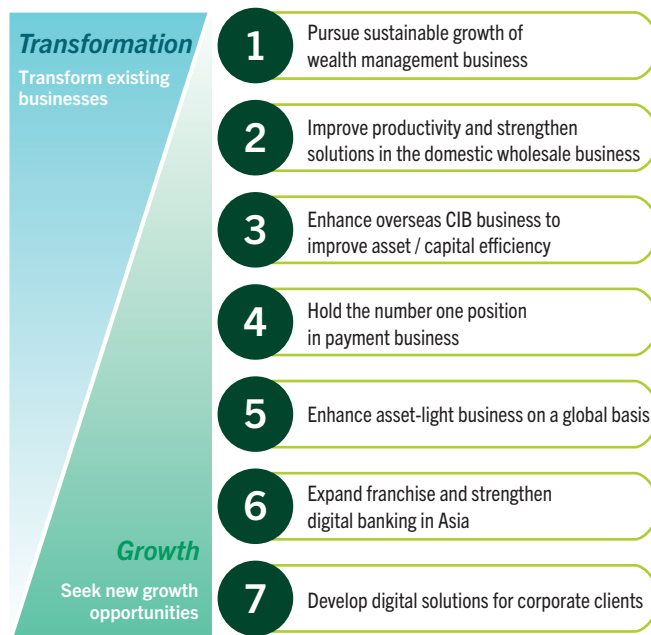 Transformation
Transform existing
businesses
1
Pursue sustainable growth of
wealth management business
2
Improve productivity and strengthen
solutions in the domestic wholesale business
3
Enhance overseas CIB business to
improve asset / capital efficiency
4
Hold the number one position
in payment business
5
Enhance asset-light business on a global basis
6
Expand franchise and strengthen
digital banking in Asia
Growth
Seek new growth
opportunities
7
Develop digital solutions for corporate clients